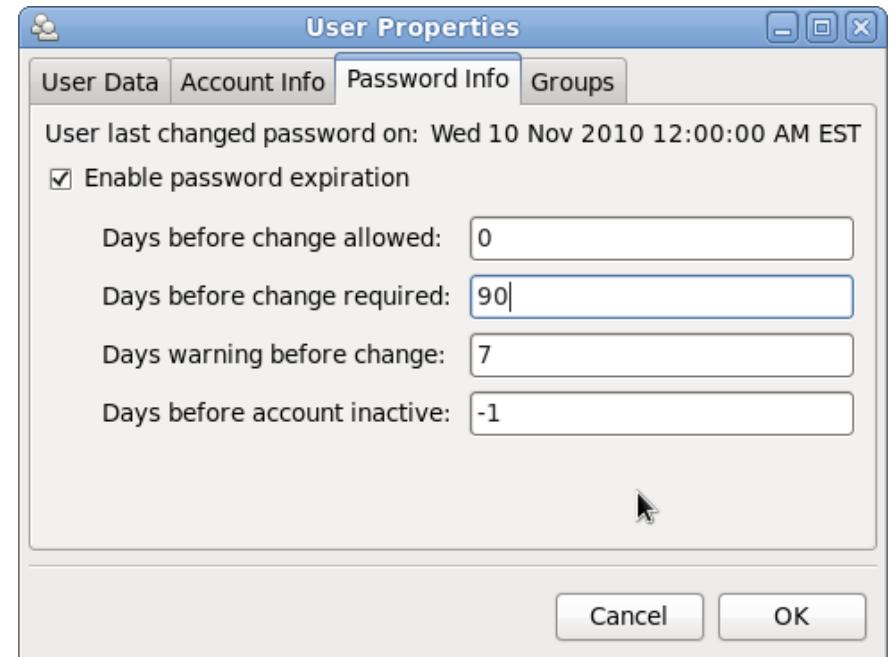 User Properties
User Data Account Info Password Info Groups
User last changed password on: Wed 10 Nov 2010 12:00:00 AM EST
Enable password expiration
Days before change allowed: 0
Days before change required: 90
Days warning before change: 7
Days before account inactive: -1
Cancel OK